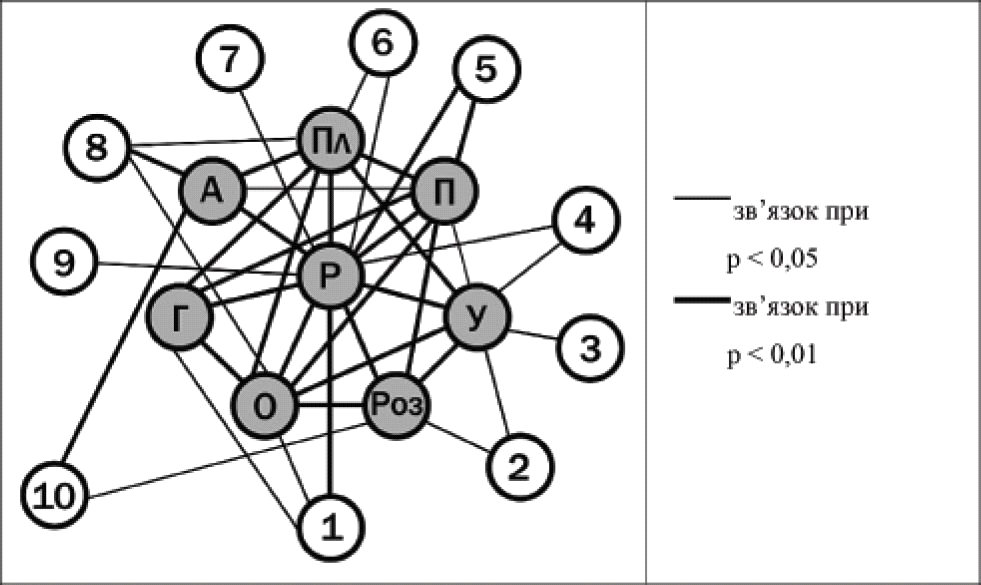 6
7
5
8
Пл
А
П
4
9
Р
Г
У
3
О
Роз
2
10
1
зв’язок при
p < 0,05
зв’язок при
p < 0,01